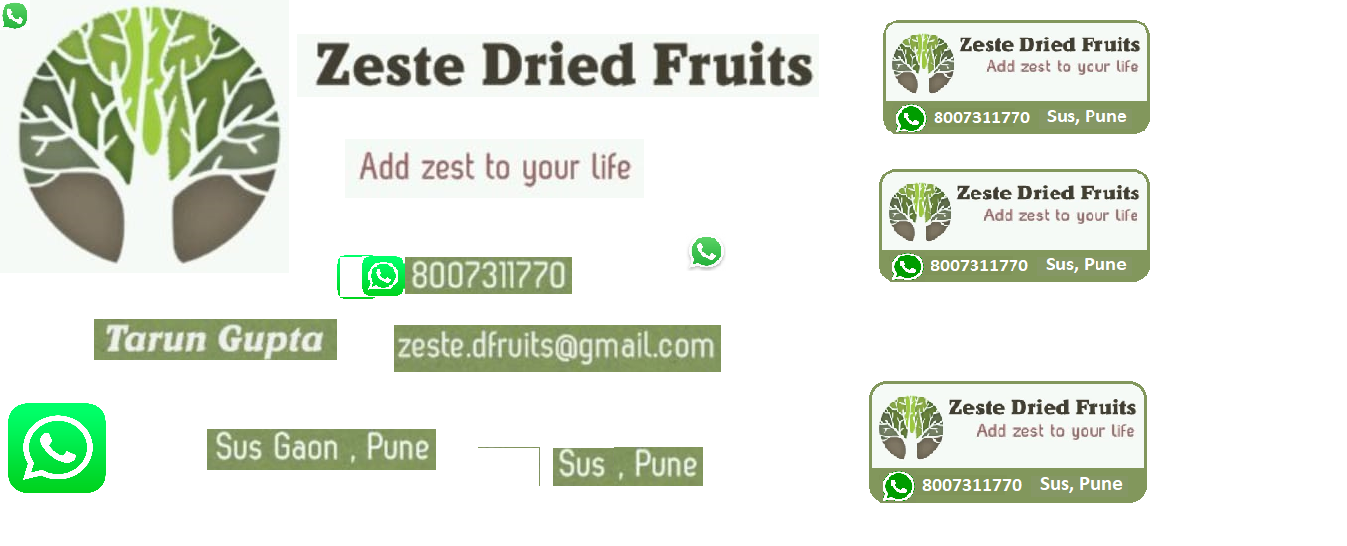 Zeste Dried Fruits
Add zest to your life
8007311770
Tarun Gupta
zeste.dfruits@gmail.com
Sus Gaon , Pune
Sus , Pune
Zeste Dried Fruits
Add zest to your life
8007311770 Sus, Pune
Zeste Dried Fruits
Add zest to your life
8007311770 Sus, Pune
Zeste Dried Fruits
Add zest to your life
8007311770 Sus, Pune